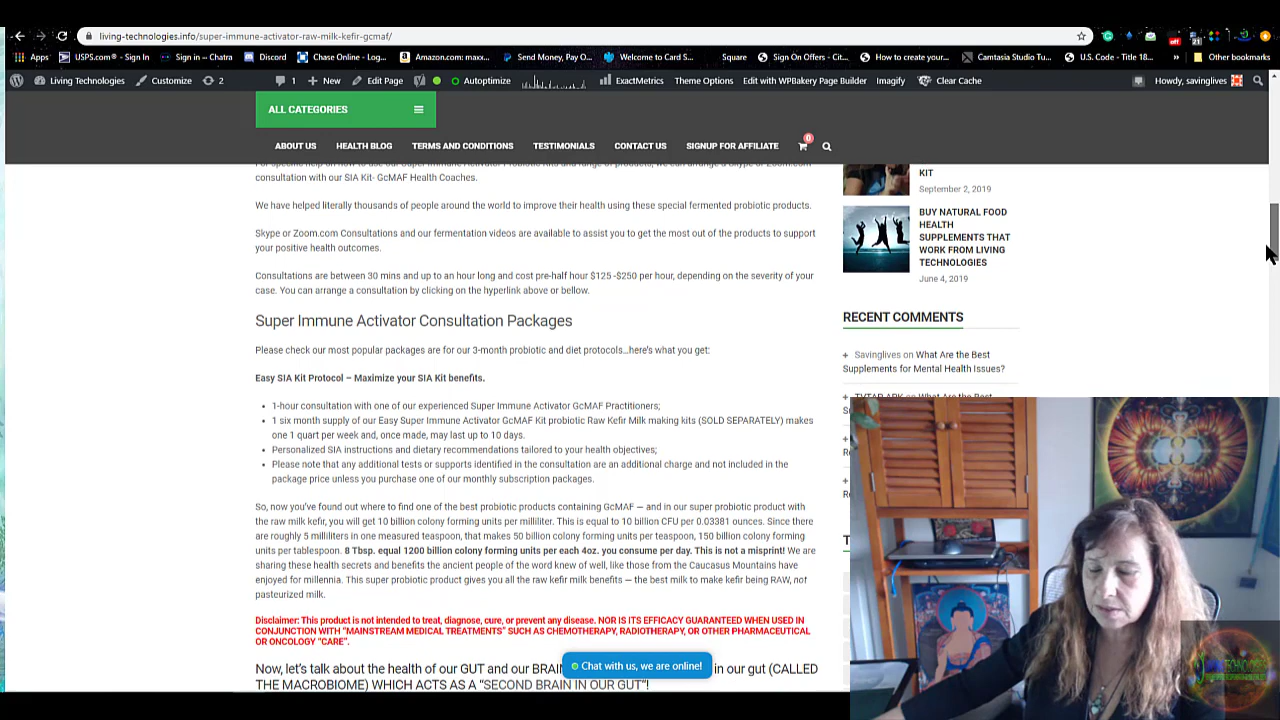 living-technologies.info/super-immune-activator-raw-milk-kefir-gcmaf/
Apps USPS.com® - Sign In Sign in ~ Chatra Discord Chase Online - Log... Amazon.com: maxx... Send Money, Pay O... Welcome to Card S... Square Sign On Offers - Cit... How to create your... Camtasia Studio Tu... U.S. Code - Title 18... » Other bookmarks
Living Technologies Customize 2 1 New Edit Page Autoptimize ExactMetrics Theme Options Edit with WPBakery Page Builder Imagify Clear Cache Howdy, savinglives
ALL CATEGORIES
ABOUT US HEALTH BLOG TERMS AND CONDITIONS TESTIMONIALS CONTACT US SIGNUP FOR AFFILIATE 0
consultation with our SIA Kit- GcMAF Health Coaches.
We have helped literally thousands of people around the world to improve their health using these special fermented probiotic products.
Skype or Zoom.com Consultations and our fermentation videos are available to assist you to get the most out of the products to support
your positive health outcomes.
Consultations are between 30 mins and up to an hour long and cost pre-half hour $125 -$250 per hour, depending on the severity of your
case. You can arrange a consultation by clicking on the hyperlink above or bellow.
Super Immune Activator Consultation Packages
Please check our most popular packages are for our 3-month probiotic and diet protocols...here's what you get:
Easy SIA Kit Protocol – Maximize your SIA Kit benefits.
• 1-hour consultation with one of our experienced Super Immune Activator GcMAF Practitioners;
• 1 six month supply of our Easy Super Immune Activator GcMAF Kit probiotic Raw Kefir Milk making kits (SOLD SEPARATELY) makes
one 1 quart per week and, once made, may last up to 10 days.
• Personalized SIA instructions and dietary recommendations tailored to your health objectives;
• Please note that any additional tests or supports identified in the consultation are an additional charge and not included in the
package price unless you purchase one of our monthly subscription packages.
So, now you've found out where to find one of the best probiotic products containing GcMAF — and in our super probiotic product with
the raw milk kefir, you will get 10 billion colony forming units per milliliter. This is equal to 10 billion CFU per 0.03381 ounces. Since there
are roughly 5 milliliters in one measured teaspoon, that makes 50 billion colony forming units per teaspoon, 150 billion colony forming
units per tablespoon. 8 Tbsp. equal 1200 billion colony forming units per each 4oz. you consume per day. This is not a misprint! We are
sharing these health secrets and benefits the ancient people of the word knew of well, like those from the Caucasus Mountains have
enjoyed for millennia. This super probiotic product gives you all the raw kefir milk benefits — the best milk to make kefir being RAW, not
pasteurized milk.
Disclaimer: This product is not intended to treat, diagnose, cure, or prevent any disease. NOR IS ITS EFFICACY GUARANTEED WHEN USED IN
CONJUNCTION WITH "MAINSTREAM MEDICAL TREATMENTS" SUCH AS CHEMOTHERAPY, RADIOTHERAPY, OR OTHER PHARMACEUTICAL
OR ONCOLOGY "CARE".
Now, let's talk about the health of our GUT and our in our gut (CALLED
THE MACROBIOME) WHICH ACTS AS A "SECOND BRAIN IN OUR GUT"!
Chat with us, we are online!
KIT
September 2, 2019
BUY NATURAL FOOD
HEALTH
SUPPLEMENTS THAT
WORK FROM LIVING
TECHNOLOGIES
June 4, 2019
RECENT COMMENTS
+ Savinglives on What Are the Best
Supplements for Mental Health Issues?